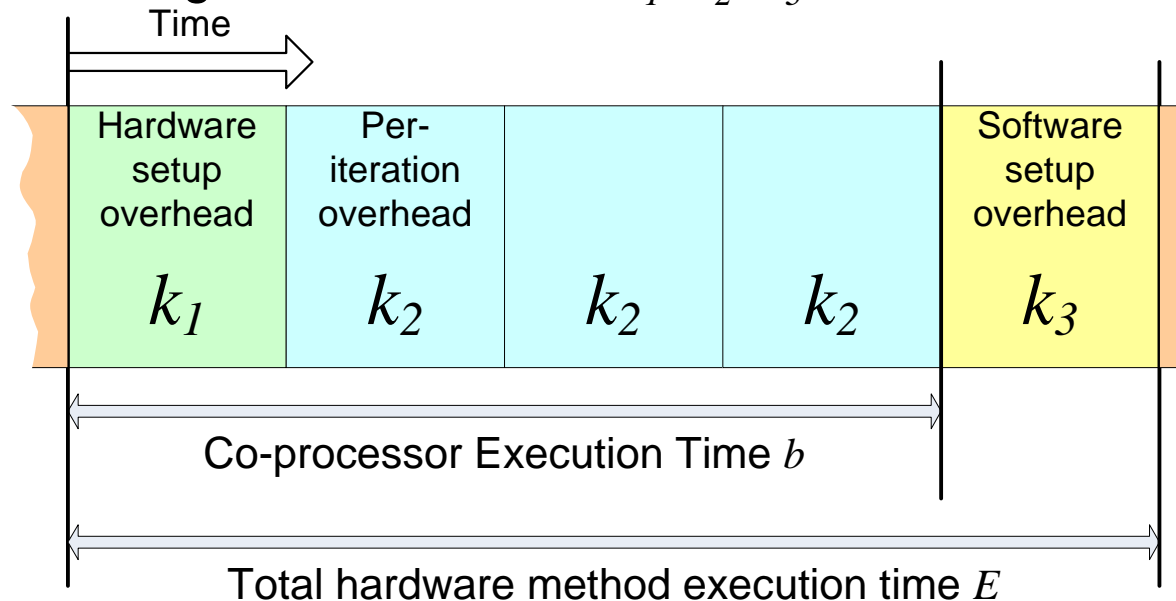 Time
Hardware setup overhead
Per-iteration overhead
Software setup overhead
k1
k2
k2
k2
k3
Co-processor Execution Time b
Total hardware method execution time E